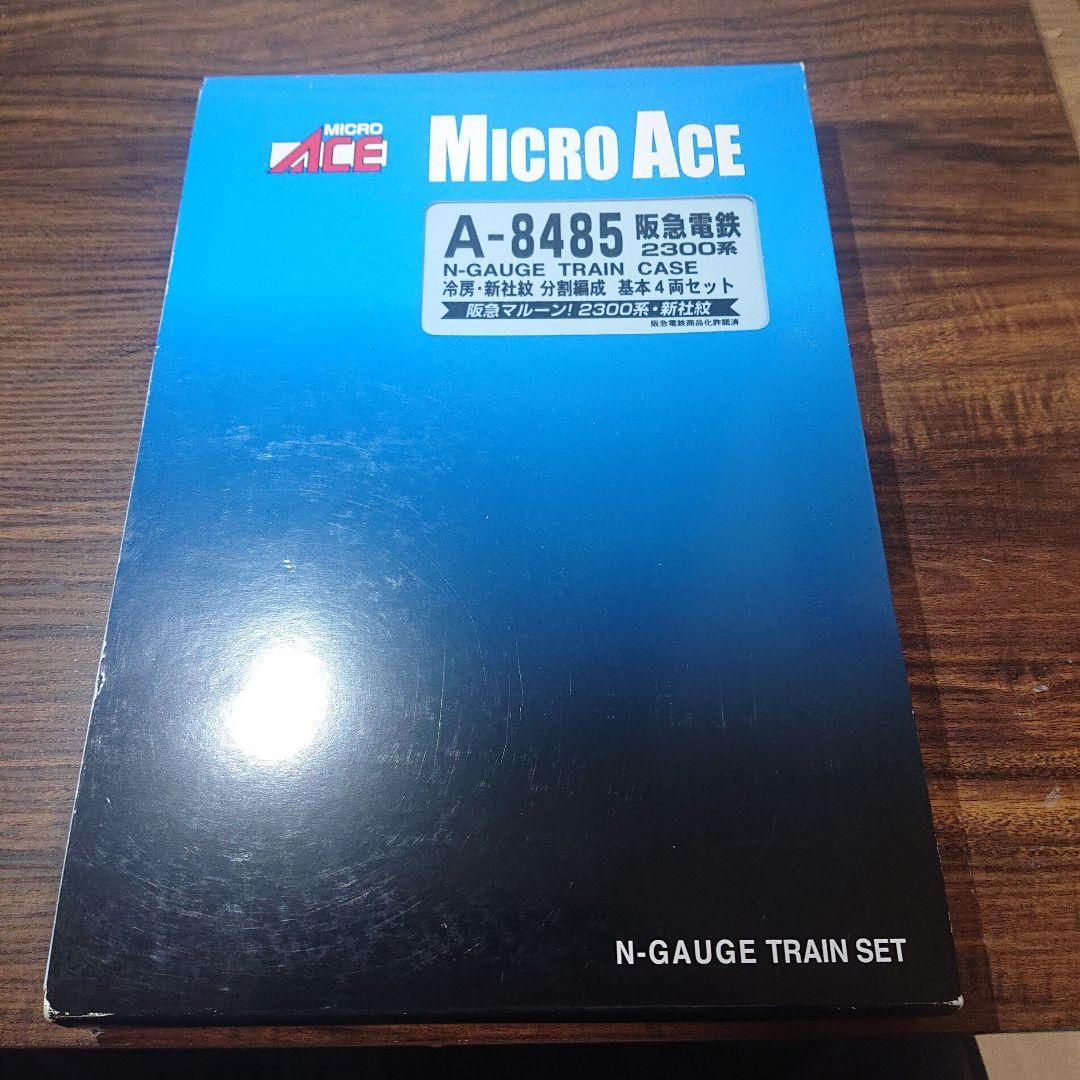 MICRO
ACE
MICRO ACE
A-8485 阪急電鉄
2300系
N-GAUGE TRAIN CASE
冷房・新社紋 分割編成 基本4両セット
阪急マルーン！2300系・新社紋
阪急電鉄商品化許諾済
N-GAUGE TRAIN SET